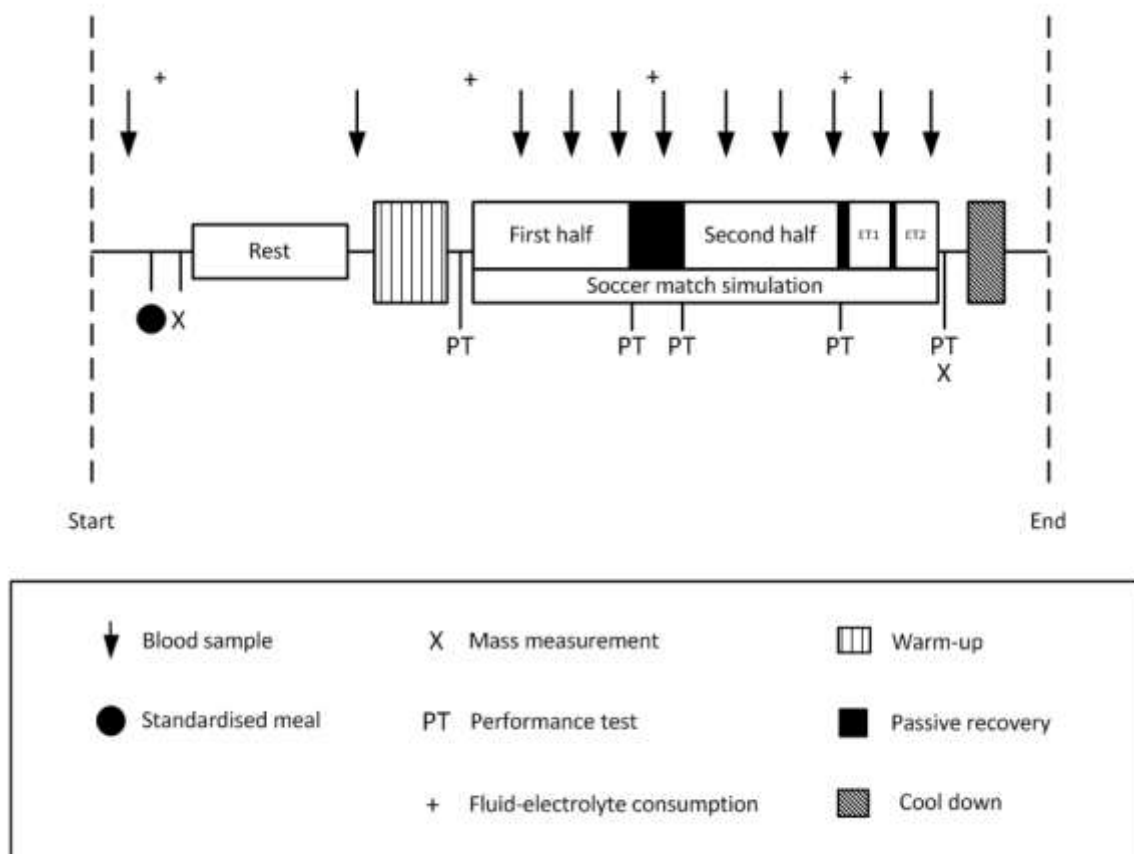 + + + +
First half Second half ET1 ET2
Rest
Soccer match simulation
X PT PT PT PT PT
X
Start End
Blood sample X Mass measurement Warm-up
Standardised meal PT Performance test Passive recovery
+ Fluid-electrolyte consumption Cool down